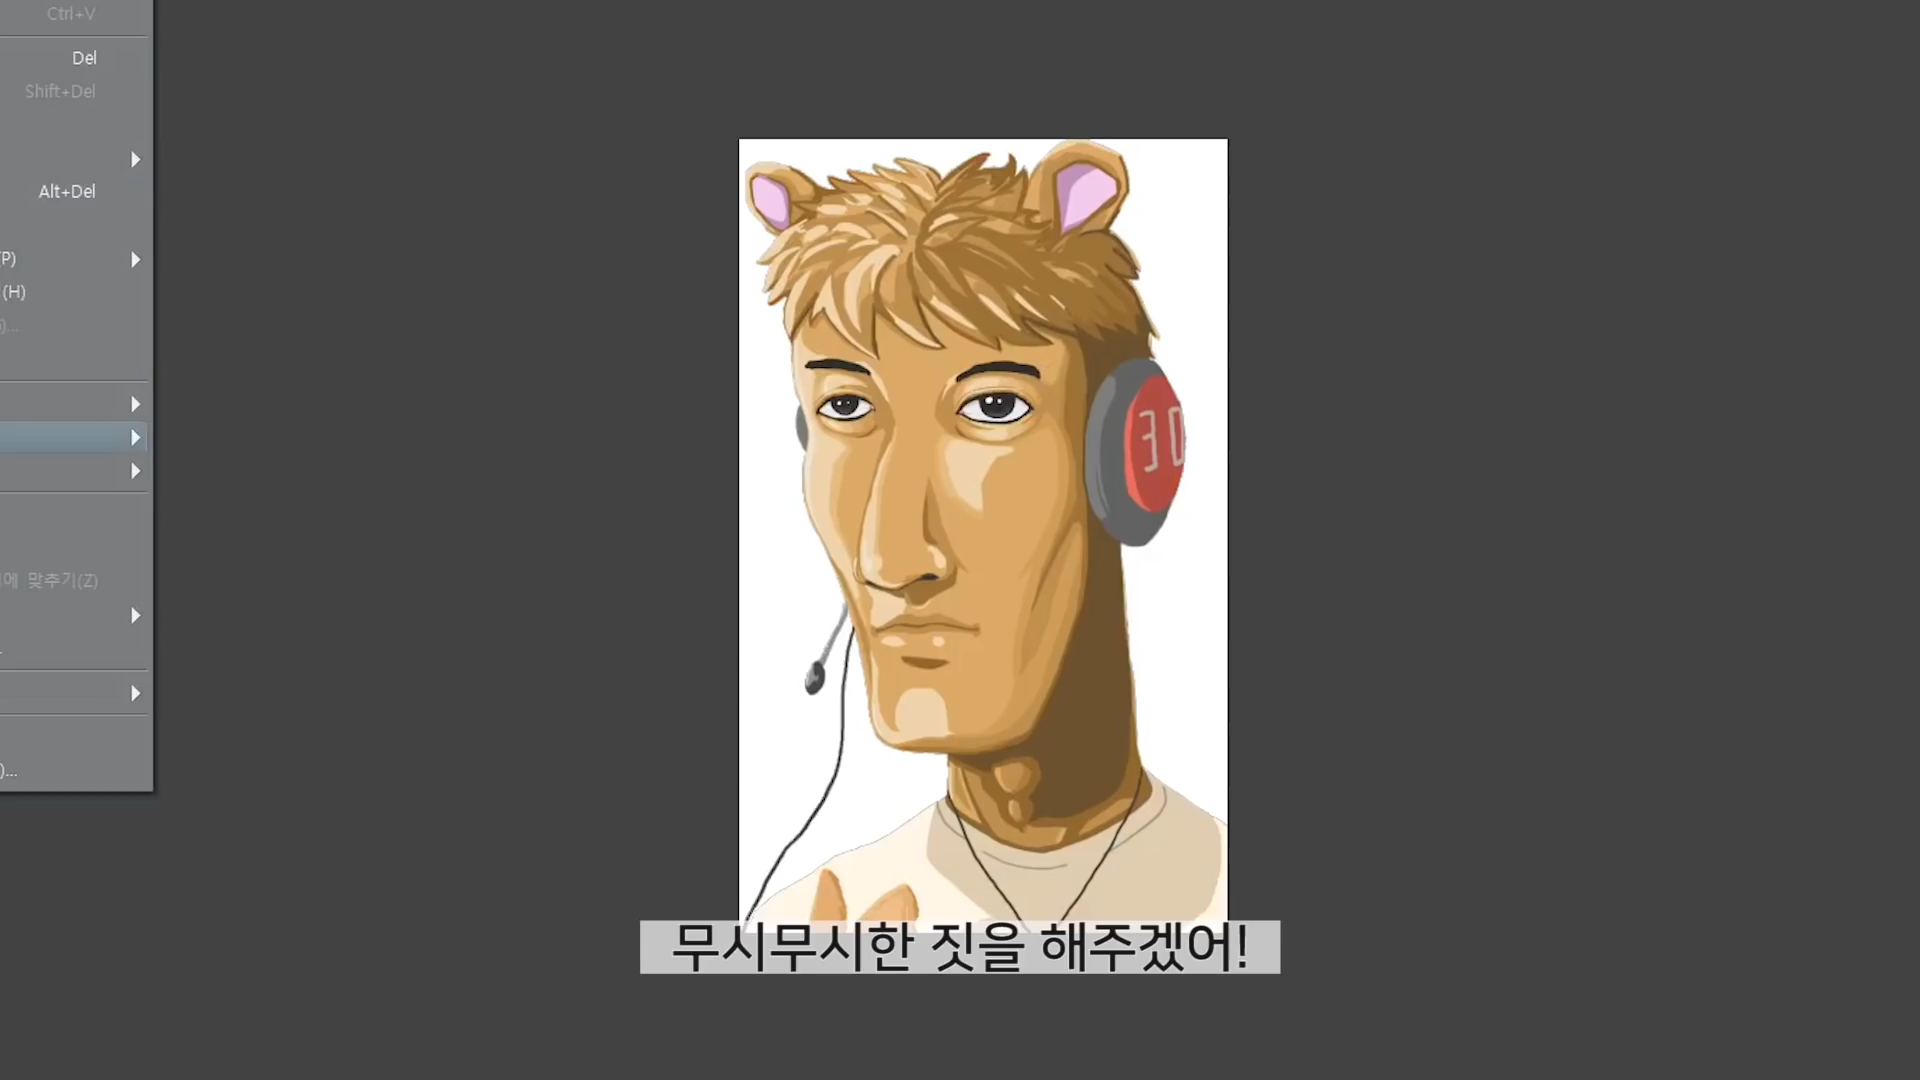 Ctrl+V
Del
Shift+Del
Alt+Del
(P)
(H)
)...
에 맞추기(Z)
)...
30
무시무시한 짓을 해주겠어!